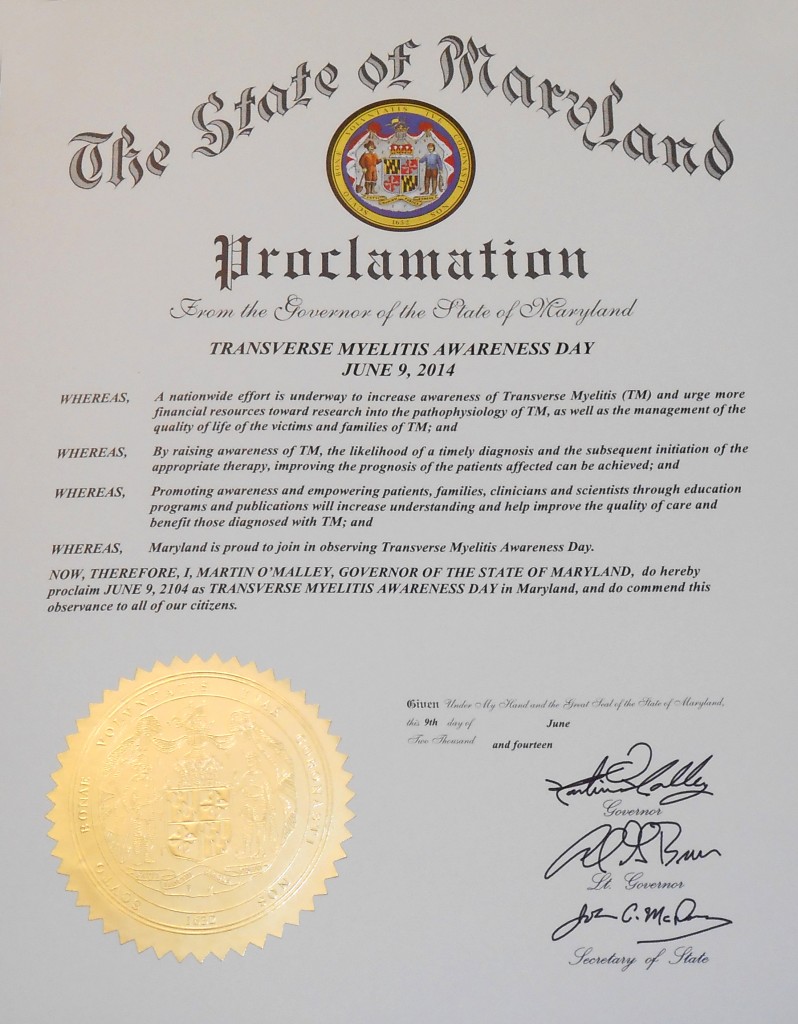 The State of Maryland
Proclamation
From the Governor of the State of Maryland
TRANSVERSE MYELITIS AWARENESS DAY
JUNE 9, 2014
WHEREAS, A nationwide effort is underway to increase awareness of Transverse Myelitis (TM) and urge more
financial resources toward research into the pathophysiology of TM, as well as the management of the
quality of life of the victims and families of TM; and
WHEREAS, By raising awareness of TM, the likelihood of a timely diagnosis and the subsequent initiation of the
appropriate therapy, improving the prognosis of the patients affected can be achieved; and
WHEREAS, Promoting awareness and empowering patients, families, clinicians and scientists through education
programs and publications will increase understanding and help improve the quality of care and
benefit those diagnosed with TM; and
WHEREAS, Maryland is proud to join in observing Transverse Myelitis Awareness Day.
NOW, THEREFORE, I, MARTIN O'MALLEY, GOVERNOR OF THE STATE OF MARYLAND, do hereby
proclaim JUNE 9, 2104 as TRANSVERSE MYELITIS AWARENESS DAY in Maryland, and do commend this
observance to all of our citizens.
Given Under My Hand and the Great Seal of the State of Maryland,
this 9th day of June
Two Thousand and fourteen
Governor
Lt. Governor
Secretary of State
1632